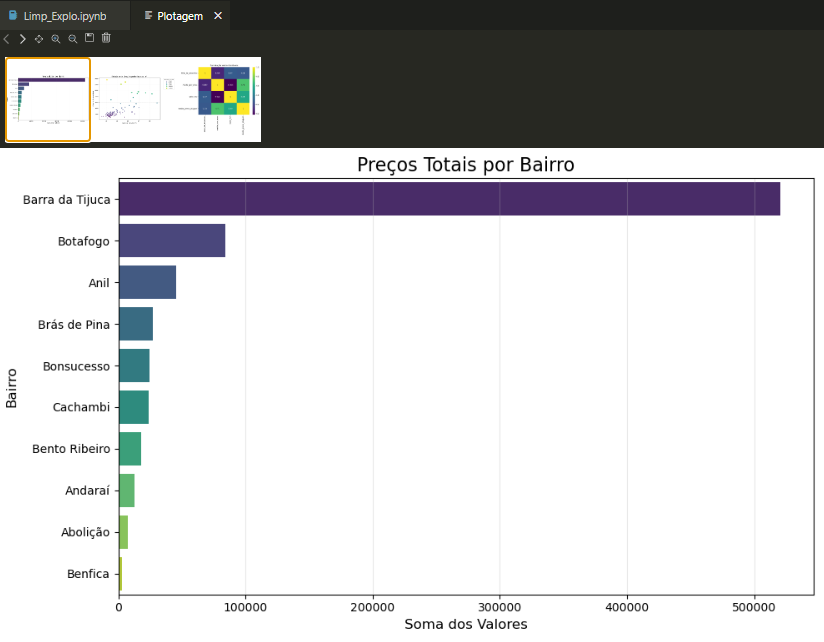 Limp_Explo.ipynb
Plotagem
Preços Totais por Bairro
Barra da Tijuca
Botafogo
Anil
Brás de Pina
Bonsucesso
Cachambi
Bento Ribeiro
Andaraí
Abolição
Benfica
Bairro
0 100000 200000 300000 400000 500000
Soma dos Valores